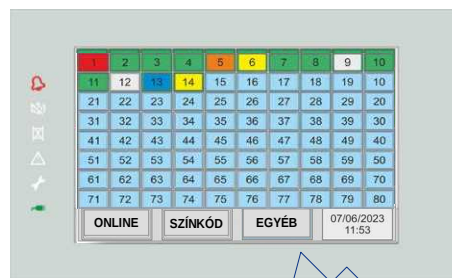 1 2 3 4 5 6 7 8 9 10
11 12 13 14 15 16 17 18 19 10
21 22 23 24 25 26 27 28 29 20
31 32 33 34 35 36 37 38 39 30
41 42 43 44 45 46 47 48 49 40
51 52 53 54 55 56 57 58 59 50
61 62 63 64 65 66 67 68 69 70
71 72 73 74 75 76 77 78 79 80
ONLINE SZÍNKÓD EGYÉB 07/06/2023
11:53